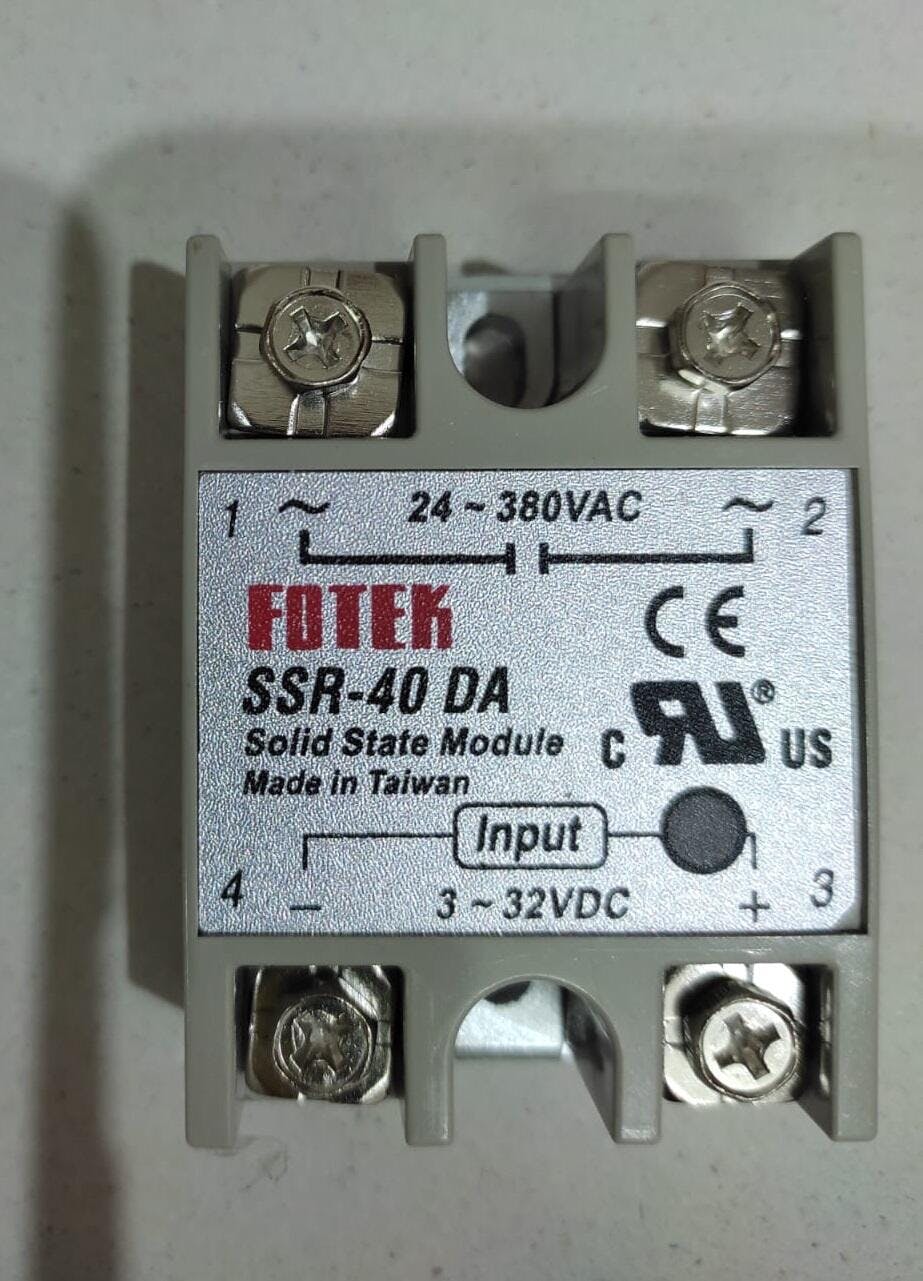 1 ~ 24 ~ 380VAC ~ 2
FOTEK
CE
SSR-40 DA
Solid State Module
C RU® US
Made in Taiwan
Input
4 − 3 ~ 32VDC + 3